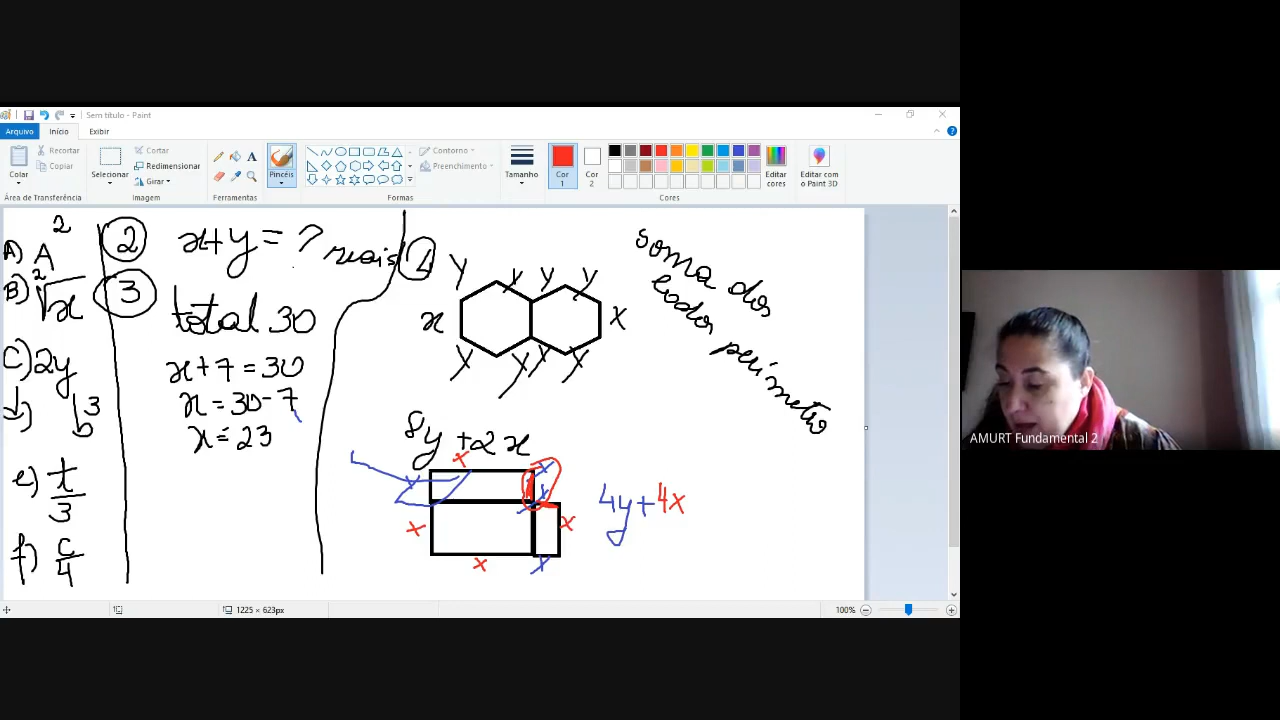 Sem título - Paint
Arquivo Início Exibir
Colar
Recortar
Copiar
Área de Transferência
Selecionar
Cortar
Redimensionar
Girar
Imagem
Ferramentas
Pincéis
Contorno
Preenchimento
Formas
Tamanho
Cor 1
Cor 2
Editar cores
Cores
Editar com o Paint 3D
A) A²
B) ²√x
C) 2y
d) b³
e) t/3
f) c/4
2
x+y = ? reais
3
total 30
x+7=30
x=30-7
x=23
4
y y y y
x x
y y y y
8y+2x
x y
y y
x x
x y
4y+4x
soma dos
lados perímetro
1225 × 623px
100%
AMURT Fundamental 2